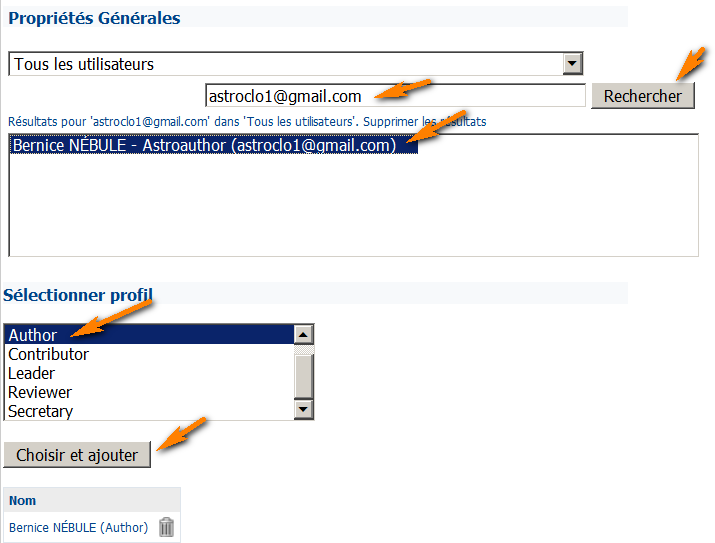 Propriétés Générales
Tous les utilisateurs
astroclo1@gmail.com Rechercher
Résultats pour 'astroclo1@gmail.com' dans 'Tous les utilisateurs'. Supprimer les résultats
Bernice NÉBULE - Astroauthor (astroclo1@gmail.com)
Sélectionner profil
Author
Contributor
Leader
Reviewer
Secretary
Choisir et ajouter
Nom
Bernice NÉBULE (Author)